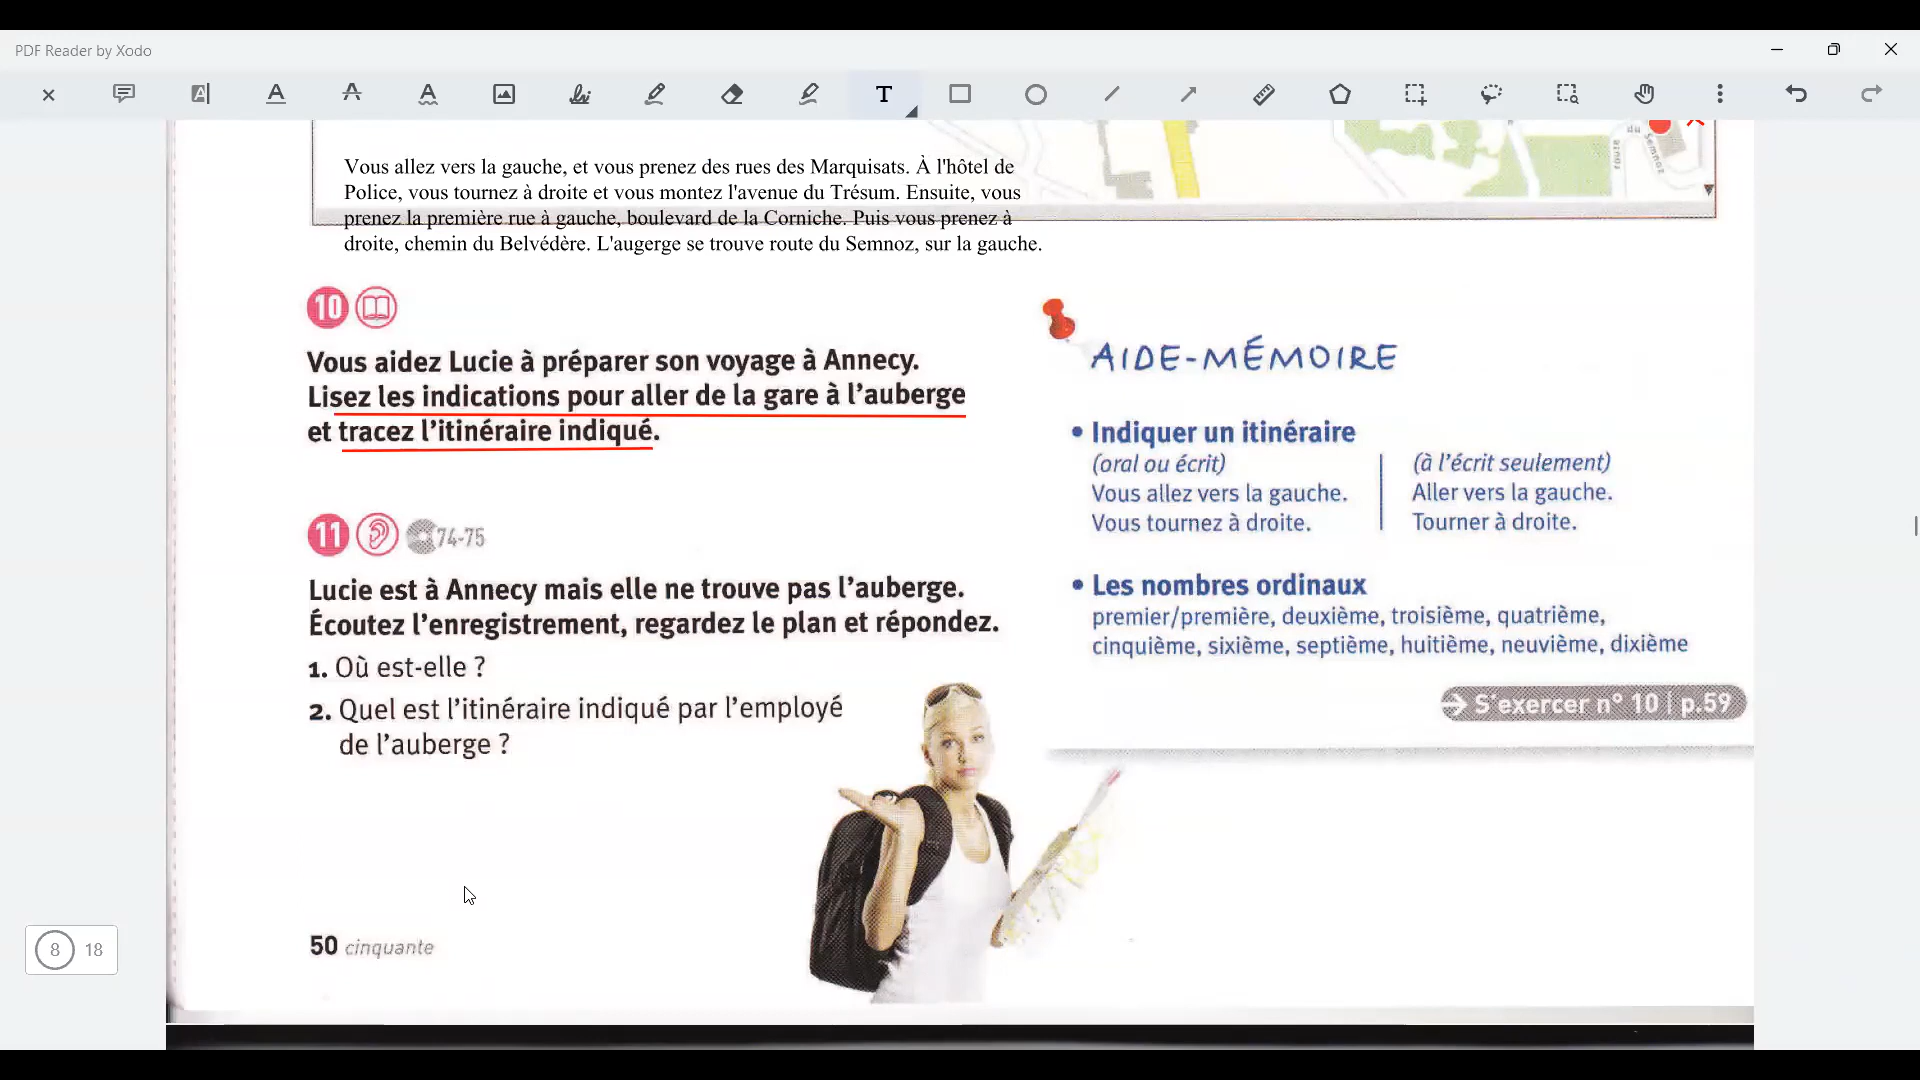 PDF Reader by Xodo
T
route
du
Semnoz
Vous allez vers la gauche, et vous prenez des rues des Marquisats. À l'hôtel de
Police, vous tournez à droite et vous montez l'avenue du Trésum. Ensuite, vous
prenez la première rue à gauche, boulevard de la Corniche. Puis vous prenez à
droite, chemin du Belvédère. L'augerge se trouve route du Semnoz, sur la gauche.
10
Vous aidez Lucie à préparer son voyage à Annecy.
Lisez les indications pour aller de la gare à l'auberge
et tracez l'itinéraire indiqué.
11 74-75
Lucie est à Annecy mais elle ne trouve pas l'auberge.
Écoutez l'enregistrement, regardez le plan et répondez.
1. Où est-elle ?
2. Quel est l'itinéraire indiqué par l'employé
de l'auberge ?
50 cinquante
AIDE-MÉMOIRE
• Indiquer un itinéraire
(oral ou écrit)
Vous allez vers la gauche.
Vous tournez à droite.
(à l'écrit seulement)
Aller vers la gauche.
Tourner à droite.
• Les nombres ordinaux
premier/première, deuxième, troisième, quatrième,
cinquième, sixième, septième, huitième, neuvième, dixième
→ S'exercer n° 10 | p.59
8 18